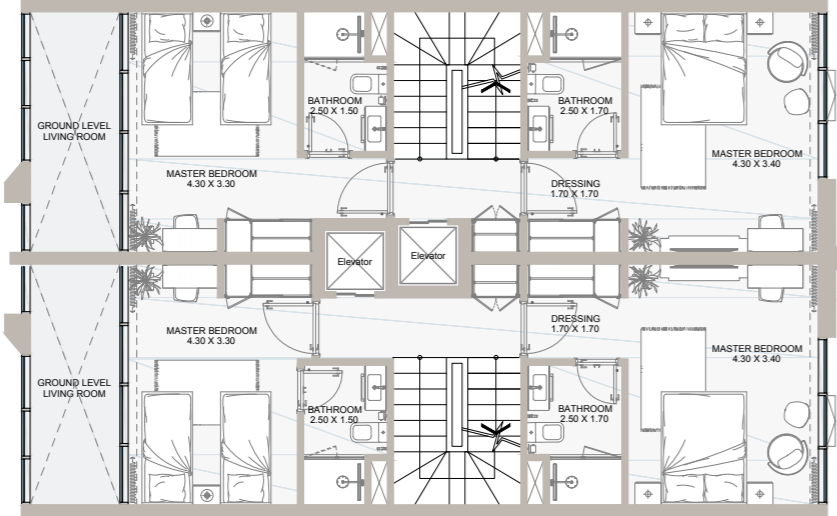 BATHROOM
2.50 X 1.50
BATHROOM
2.50 X 1.70
GROUND LEVEL
LIVING ROOM
MASTER BEDROOM
4.30 X 3.30
DRESSING
1.70 X 1.70
MASTER BEDROOM
4.30 X 3.40
Elevator
Elevator
MASTER BEDROOM
4.30 X 3.30
DRESSING
1.70 X 1.70
MASTER BEDROOM
4.30 X 3.40
GROUND LEVEL
LIVING ROOM
BATHROOM
2.50 X 1.50
BATHROOM
2.50 X 1.70